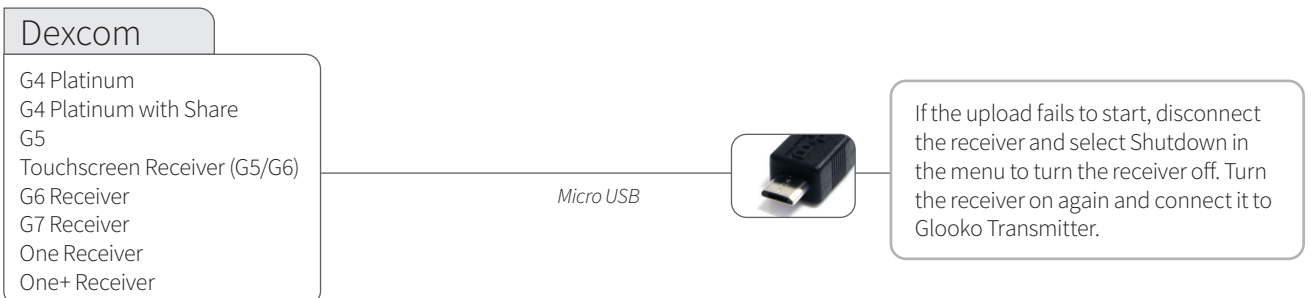 Dexcom
G4 Platinum
G4 Platinum with Share
G5
Touchscreen Receiver (G5/G6)
G6 Receiver
G7 Receiver
One Receiver
One+ Receiver
Micro USB
If the upload fails to start, disconnect
the receiver and select Shutdown in
the menu to turn the receiver off. Turn
the receiver on again and connect it to
Glooko Transmitter.